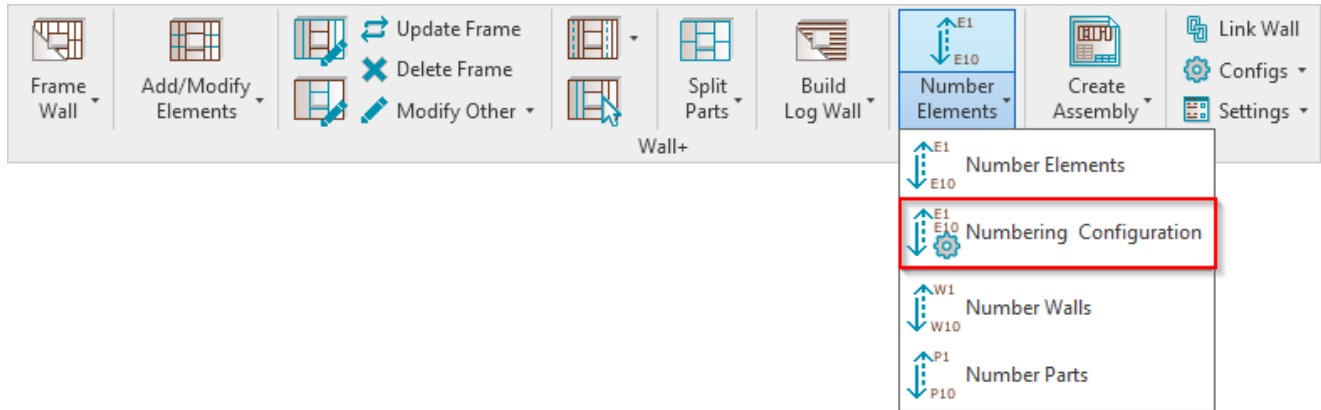 Frame
Wall
Add/Modify
Elements
Update Frame
Delete Frame
Modify Other
Split
Parts
Build
Log Wall
E1
E10
Number
Elements
Create
Assembly
Link Wall
Configs
Settings
Wall+
E1
E10
Number Elements
E1
E10
Numbering Configuration
W1
W10
Number Walls
P1
P10
Number Parts